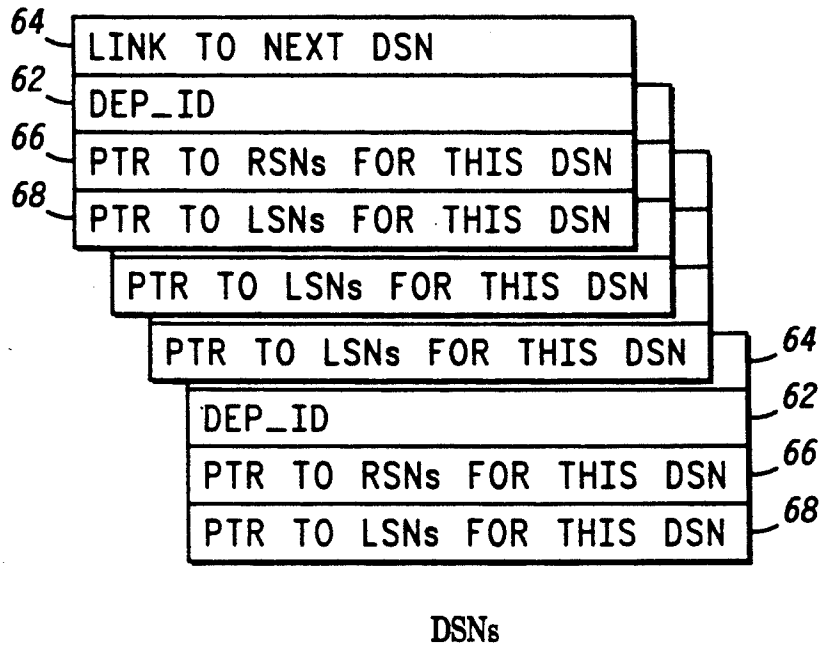 64 LINK TO NEXT DSN
62 DEP_ID
66 PTR TO RSNs FOR THIS DSN
68 PTR TO LSNs FOR THIS DSN
PTR TO LSNs FOR THIS DSN
PTR TO LSNs FOR THIS DSN 64
DEP_ID 62
PTR TO RSNs FOR THIS DSN 66
PTR TO LSNs FOR THIS DSN 68
DSNs